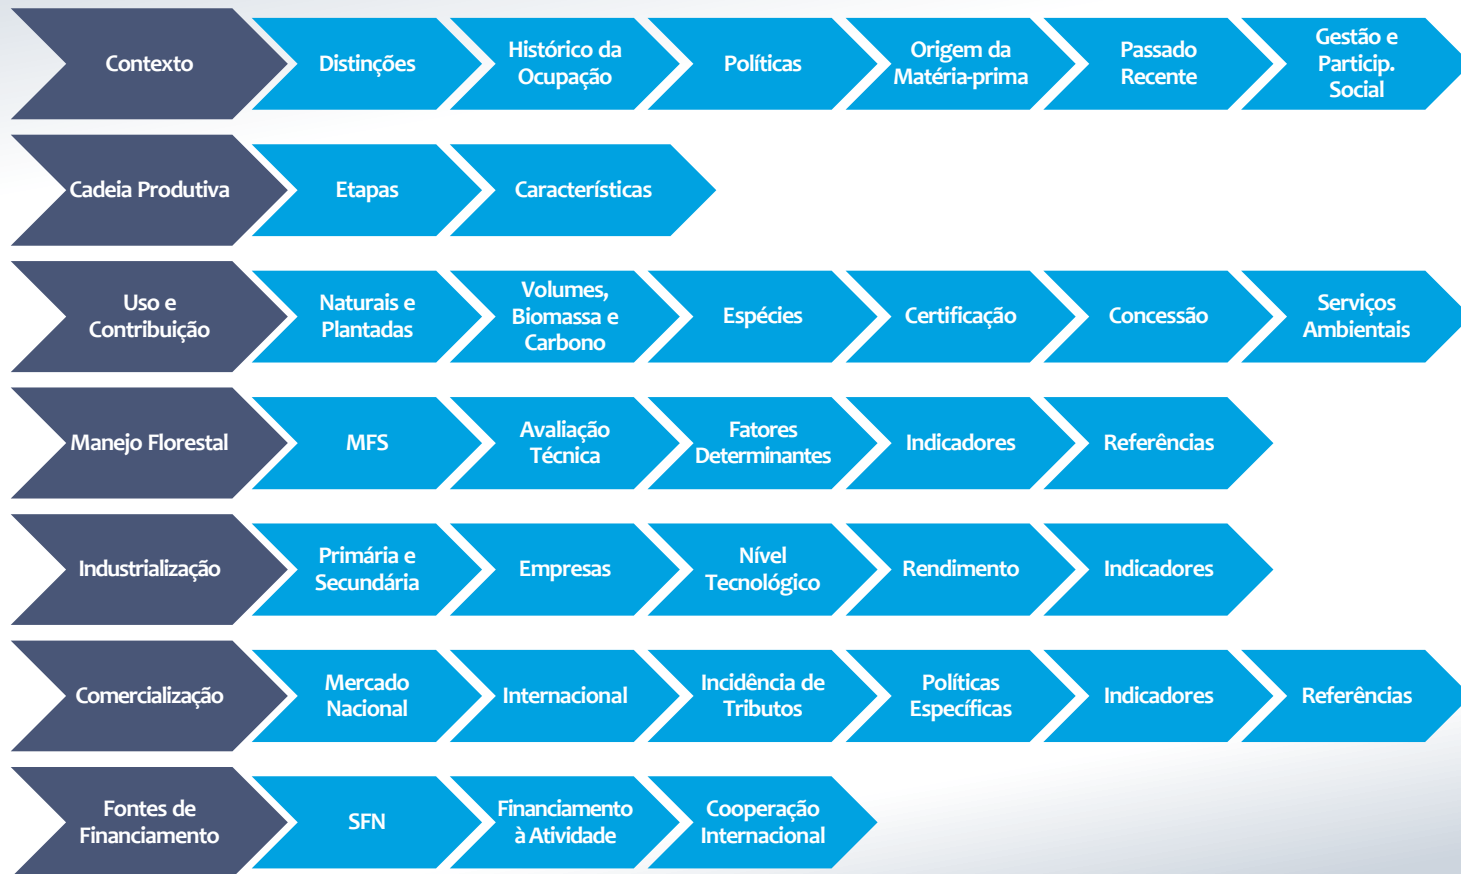 Contexto
Distinções
Histórico da
Ocupação
Políticas
Origem da
Matéria-prima
Passado
Recente
Gestão e
Particip.
Social
Cadeia Produtiva
Etapas
Características
Uso e
Contribuição
Naturais e
Plantadas
Volumes,
Biomassa e
Carbono
Espécies
Certificação
Concessão
Serviços
Ambientais
Manejo Florestal
MFS
Avaliação
Técnica
Fatores
Determinantes
Indicadores
Referências
Industrialização
Primária e
Secundária
Empresas
Nível
Tecnológico
Rendimento
Indicadores
Comercialização
Mercado
Nacional
Internacional
Incidência de
Tributos
Políticas
Específicas
Indicadores
Referências
Fontes de
Financiamento
SFN
Financiamento
à Atividade
Cooperação
Internacional